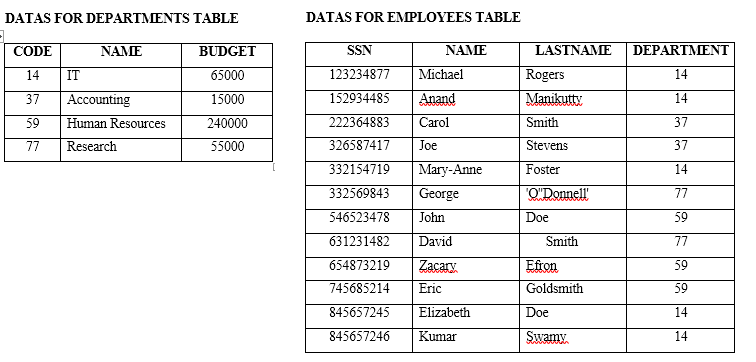 DATAS FOR DEPARTMENTS TABLE
CODE NAME BUDGET
14 IT 65000
37 Accounting 15000
59 Human Resources 240000
77 Research 55000
DATAS FOR EMPLOYEES TABLE
SSN NAME LASTNAME DEPARTMENT
123234877 Michael Rogers 14
152934485 Anand Manikutty 14
222364883 Carol Smith 37
326587417 Joe Stevens 37
332154719 Mary-Anne Foster 14
332569843 George 'O''Donnell' 77
546523478 John Doe 59
631231482 David Smith 77
654873219 Zacary Efron 59
745685214 Eric Goldsmith 59
845657245 Elizabeth Doe 14
845657246 Kumar Swamy 14